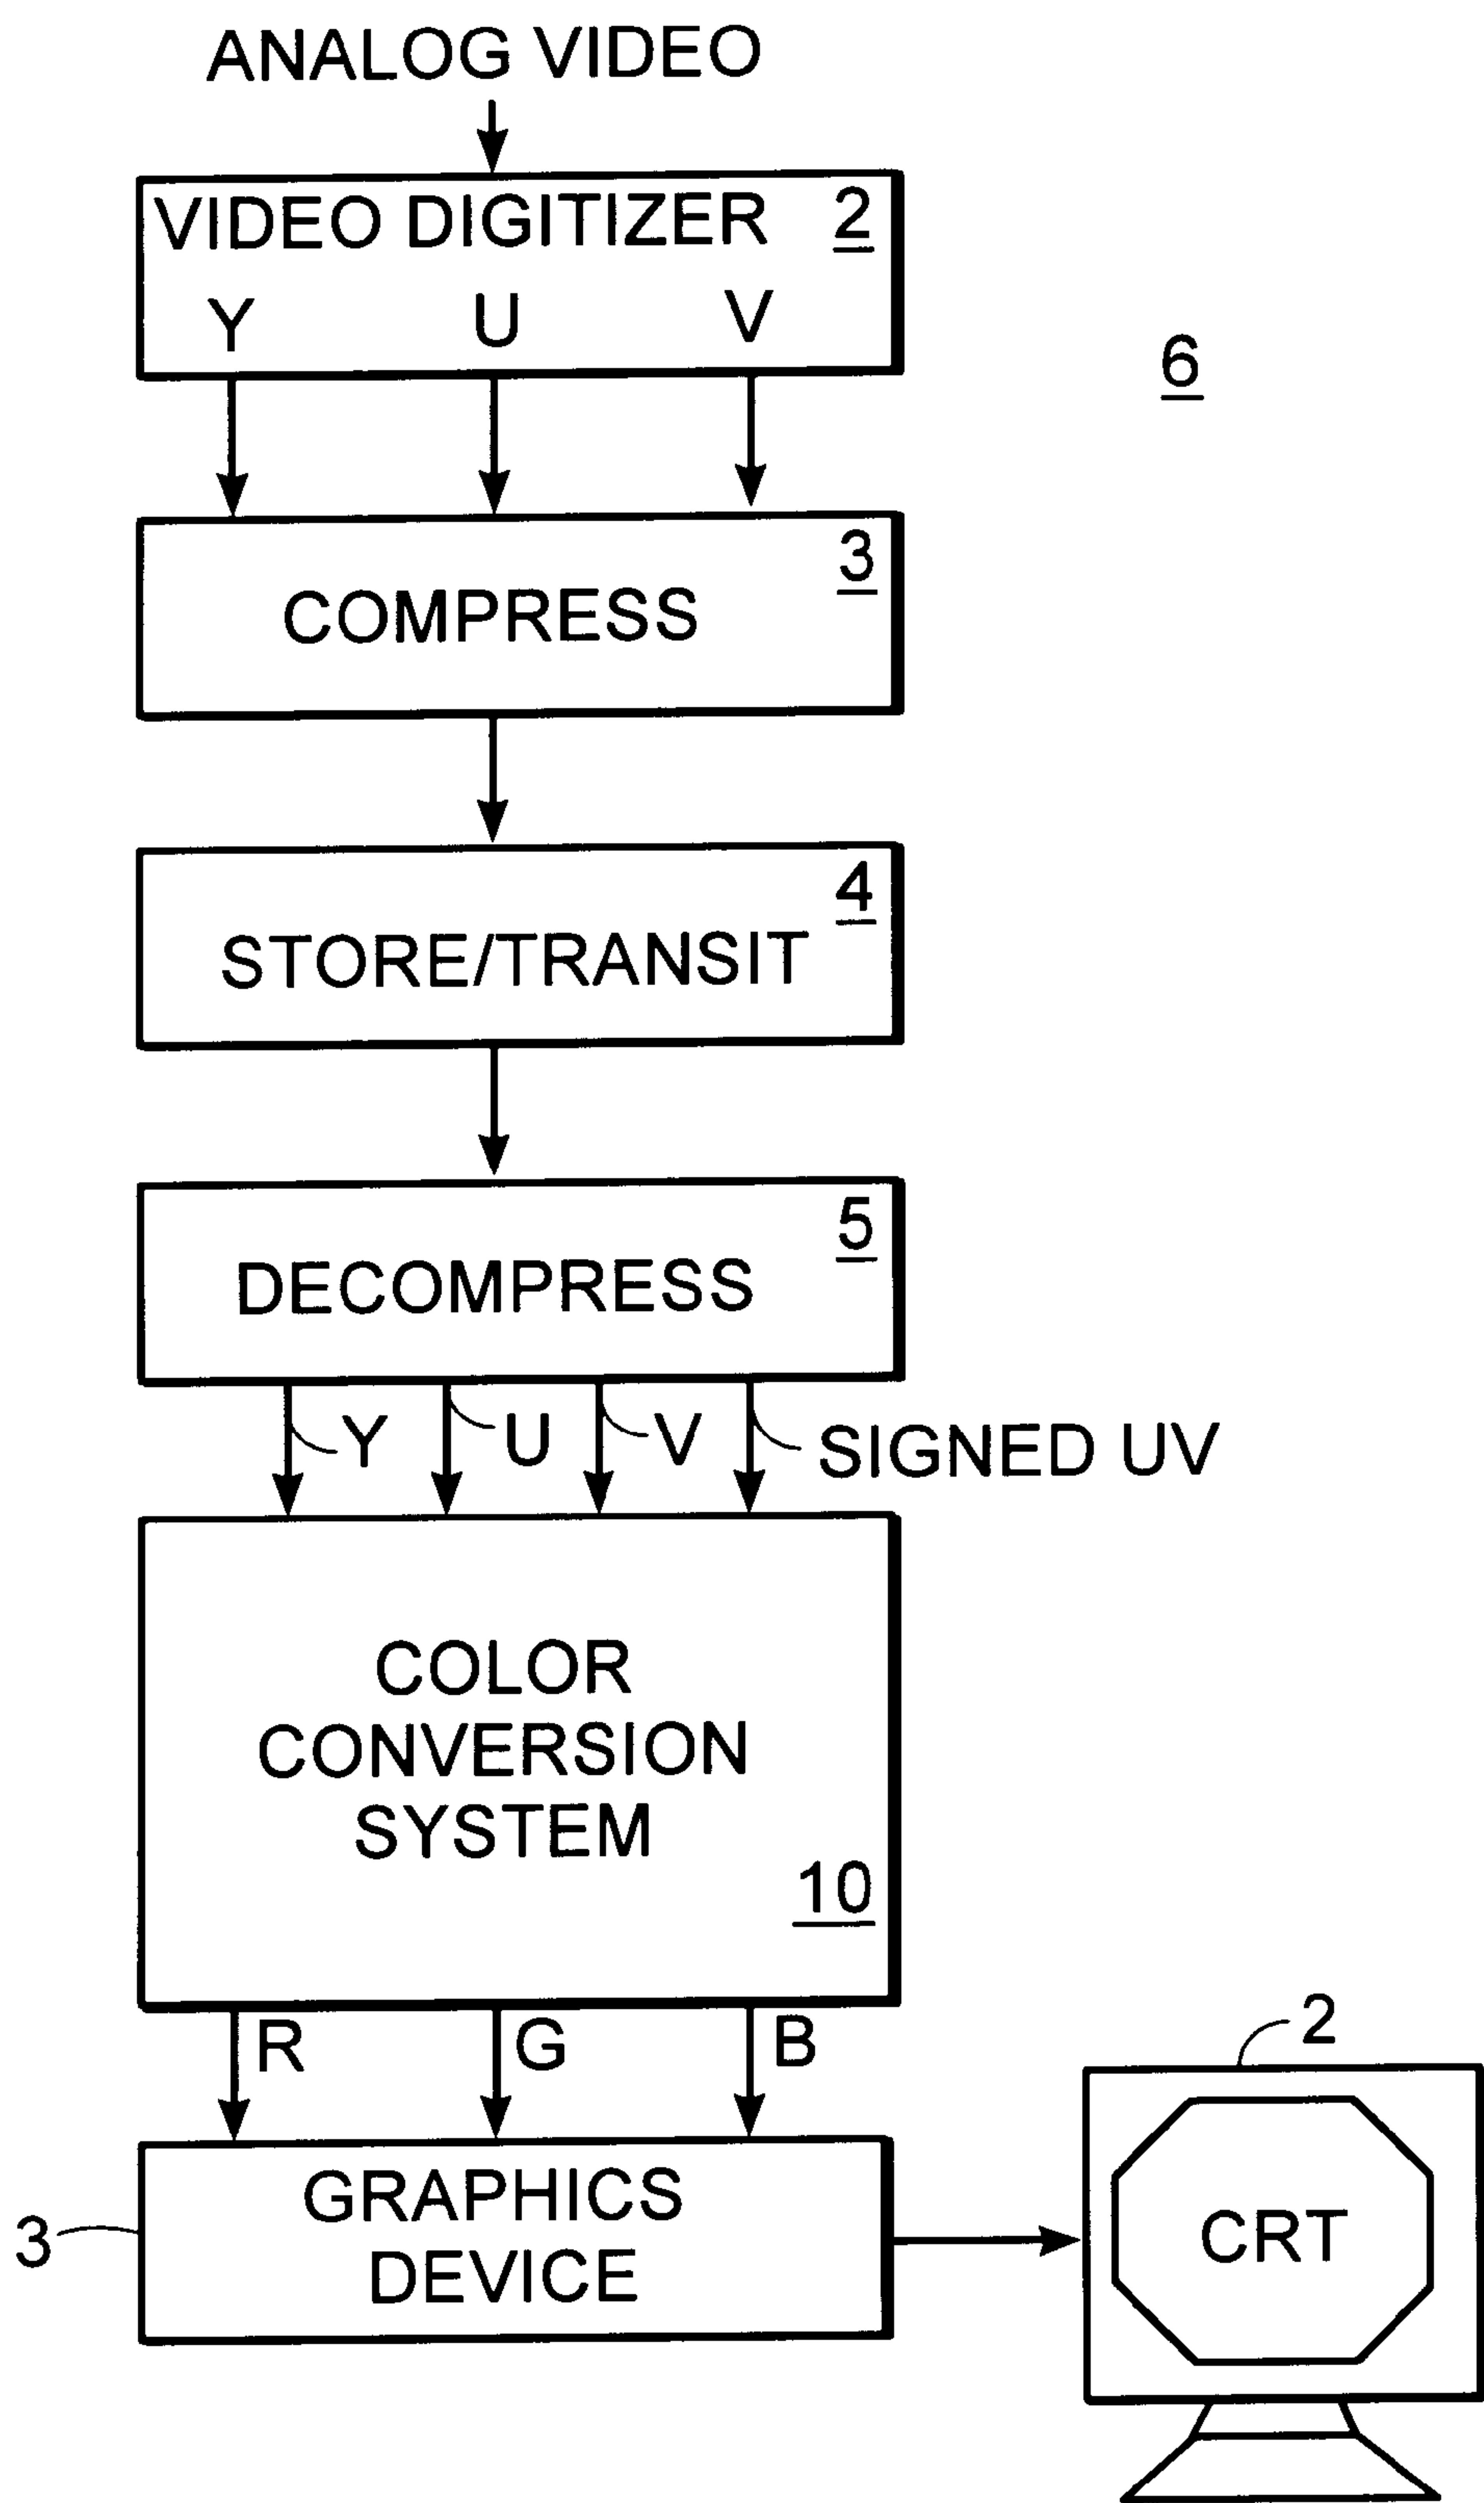 ANALOG VIDEO
VIDEO DIGITIZER 2
Y U V
6
3
COMPRESS
4
STORE/TRANSIT
5
DECOMPRESS
Y U V SIGNED UV
COLOR
CONVERSION
SYSTEM
10
R G B
2
GRAPHICS
DEVICE
3
CRT